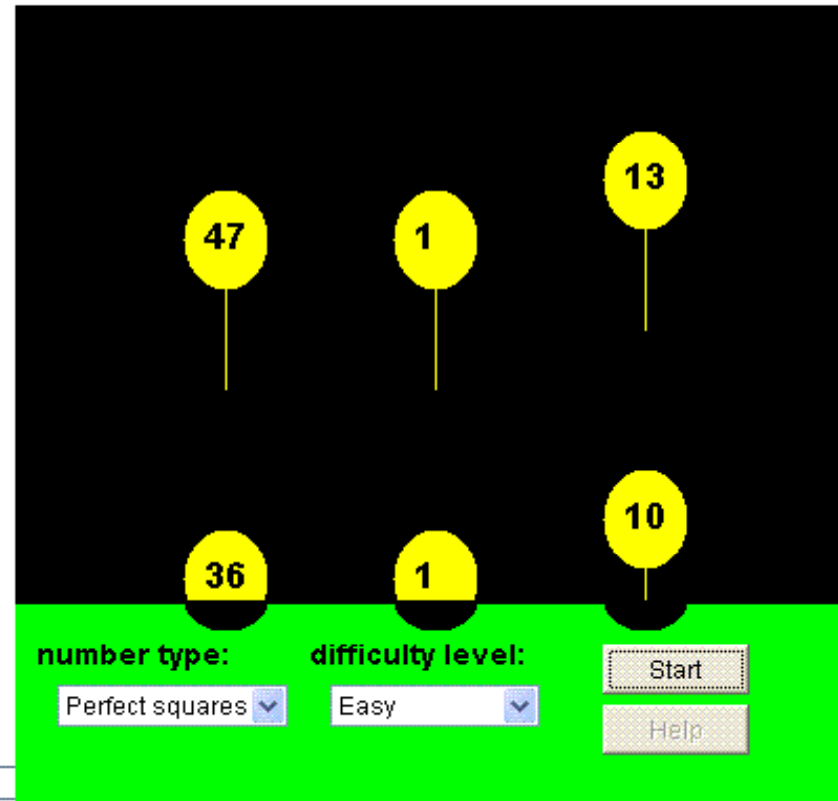 13
47 1
10
36 1
number type: difficulty level:
Start
Perfect squares Easy
Help